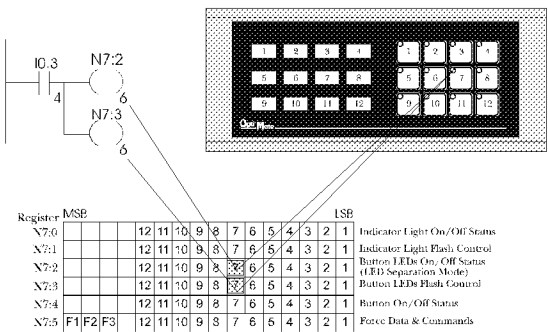 I0.3 N7:2
4 6
N7:3
6
1 2 3 4 1 2 3 4
5 6 7 8 5 6 7 8
9 10 11 12 9 10 11 12
Register MSB LSB
N7:0 12 11 10 9 8 7 6 5 4 3 2 1 Indicator Light On/Off Status
N7:1 12 11 10 9 8 7 6 5 4 3 2 1 Indicator Light Flash Control
N7:2 12 11 10 9 8 7 6 5 4 3 2 1 Button LEDs On/Off Status
(LED Separation Mode)
N7:3 12 11 10 9 8 7 6 5 4 3 2 1 Button LEDs Flash Control
N7:4 12 11 10 9 8 7 6 5 4 3 2 1 Button On/Off Status
N7:5 F1 F2 F3 12 11 10 9 8 7 6 5 4 3 2 1 Force Data & Commands